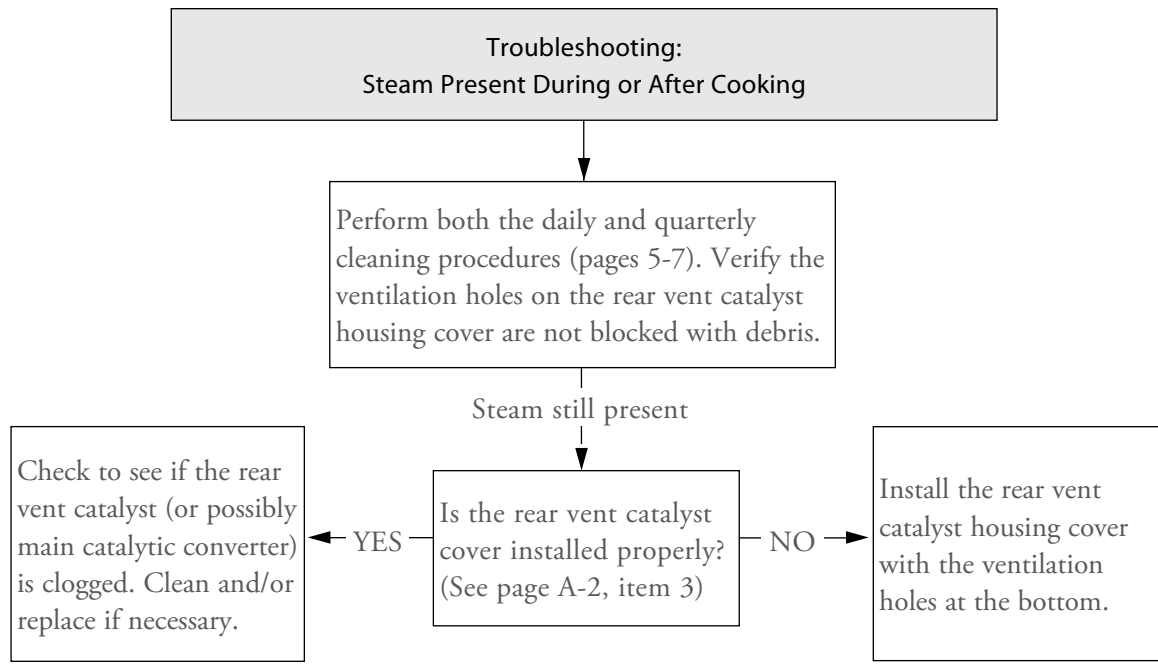 Troubleshooting:
Steam Present During or After Cooking
Perform both the daily and quarterly
cleaning procedures (pages 5-7). Verify the
ventilation holes on the rear vent catalyst
housing cover are not blocked with debris.
Steam still present
Check to see if the rear
vent catalyst (or possibly
main catalytic converter)
is clogged. Clean and/or
replace if necessary.
YES
Is the rear vent catalyst
cover installed properly?
(See page A-2, item 3)
NO
Install the rear vent
catalyst housing cover
with the ventilation
holes at the bottom.